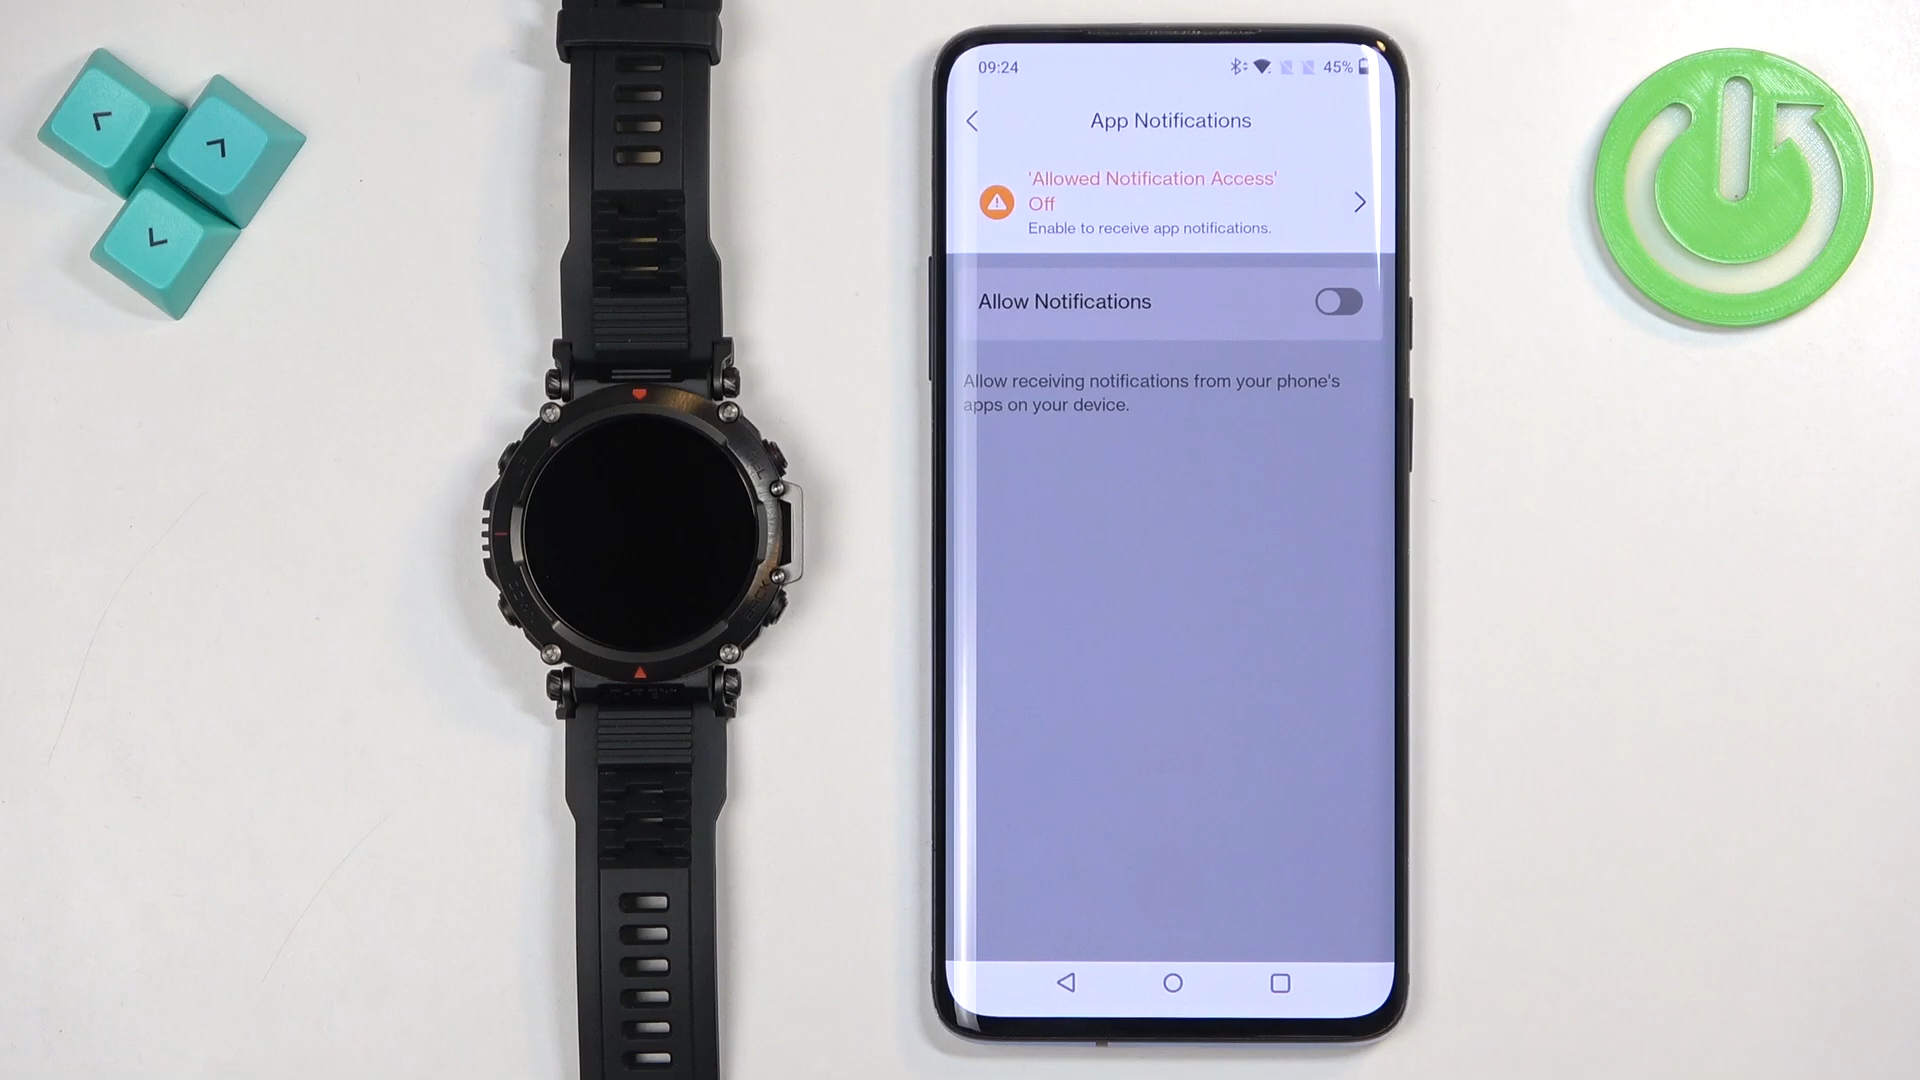 09:24
45%
App Notifications
'Allowed Notification Access'
Off
Enable to receive app notifications.
Allow Notifications
Allow receiving notifications from your phone's
apps on your device.